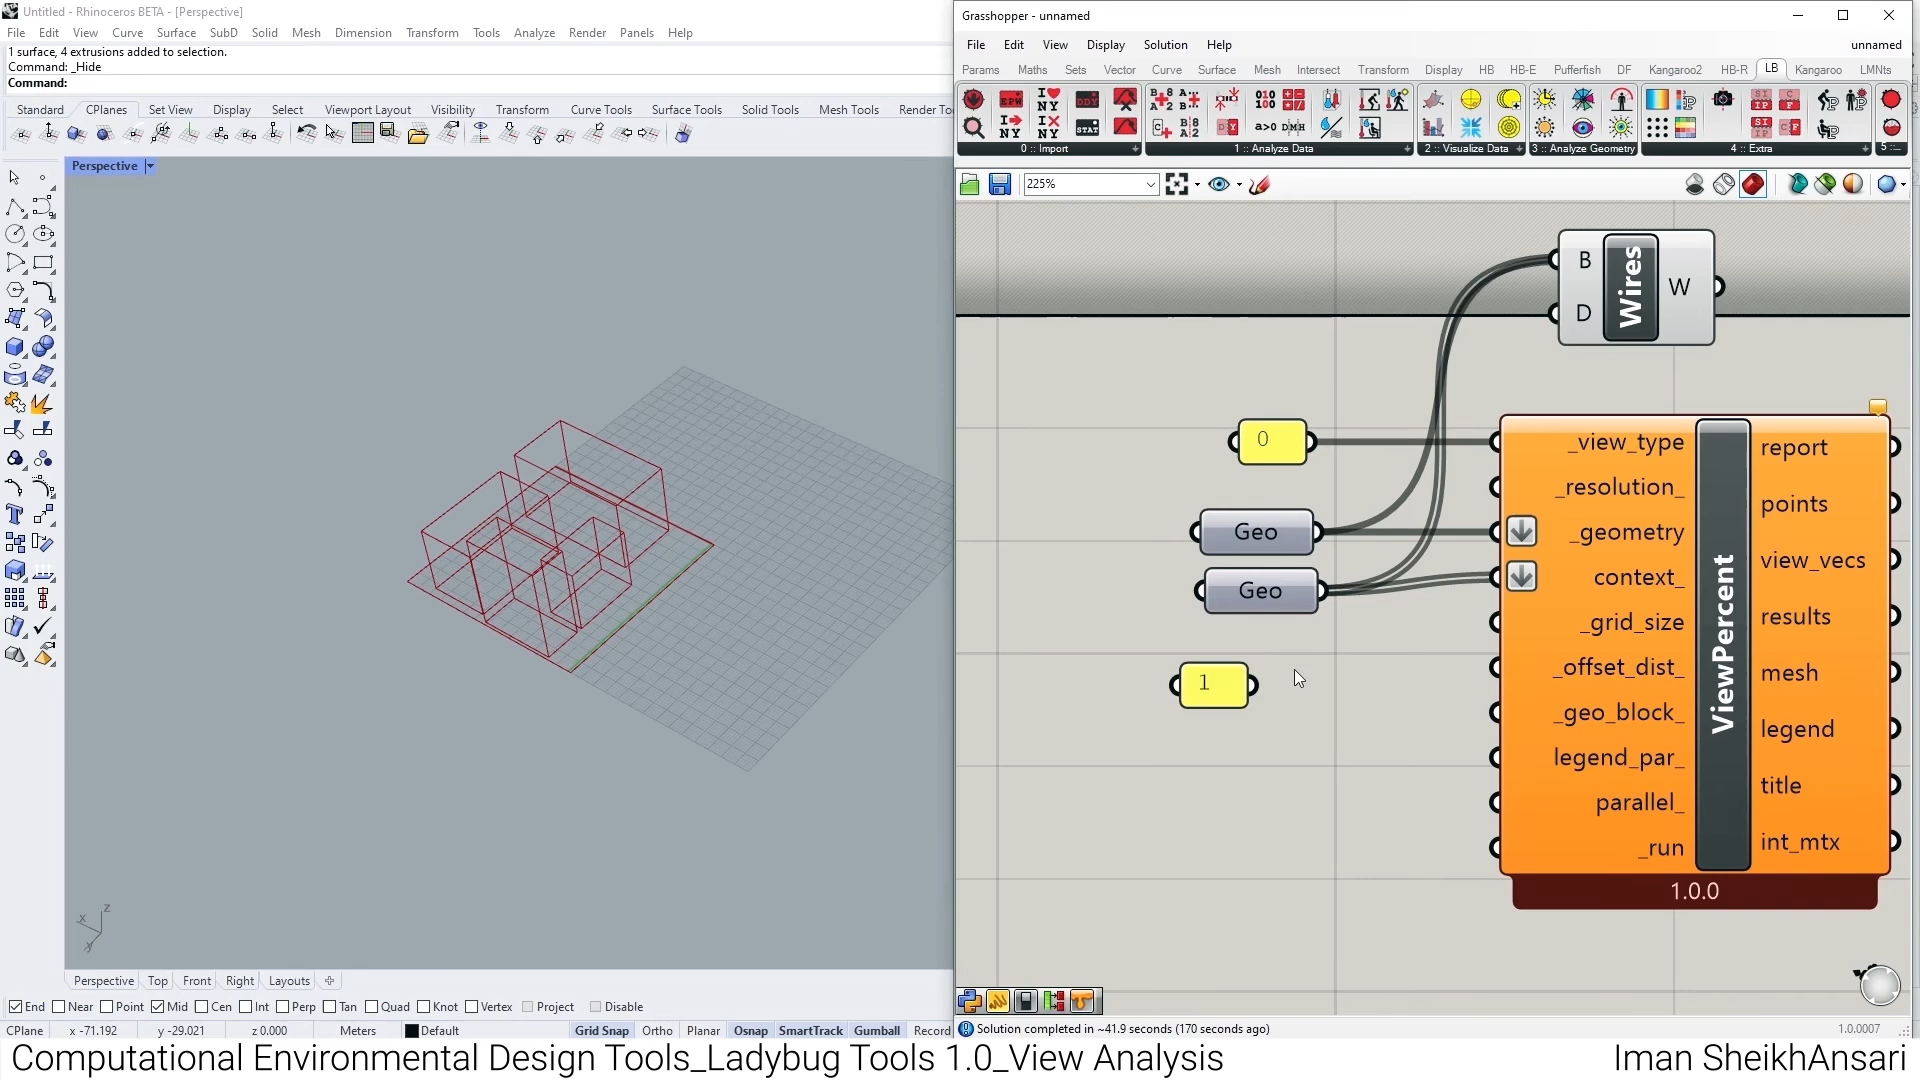 Untitled - Rhinoceros BETA - [Perspective]
File Edit View Curve Surface SubD Solid Mesh Dimension Transform Tools Analyze Render Panels Help
1 surface, 4 extrusions added to selection.
Command: _Hide
Command:
Standard CPlanes Set View Display Select Viewport Layout Visibility Transform Curve Tools Surface Tools Solid Tools Mesh Tools Render To
Perspective
z
x
y
Perspective Top Front Right Layouts
End Near Point Mid Cen Int Perp Tan Quad Knot Vertex Project Disable
CPlane x -71.192 y -29.021 z 0.000 Meters Default Grid Snap Ortho Planar Osnap SmartTrack Gumball Record
Grasshopper - unnamed
File Edit View Display Solution Help unnamed
Params Maths Sets Vector Curve Surface Mesh Intersect Transform Display HB HB-E Pufferfish DF Kangaroo2 HB-R LB Kangaroo LMNts
0 :: Import 1 :: Analyze Data 2 :: Visualize Data 3 :: Analyze Geometry 4 :: Extra 5 ::
225%
B
D
Wires
W
0
Geo
Geo
1
_view_type
_resolution_
_geometry
context_
_grid_size
_offset_dist_
_geo_block_
legend_par_
parallel_
_run
ViewPercent
report
points
view_vecs
results
mesh
legend
title
int_mtx
1.0.0
Solution completed in ~41.9 seconds (170 seconds ago) 1.0.0007
Computational Environmental Design Tools_Ladybug Tools 1.0_View Analysis Iman SheikhAnsari